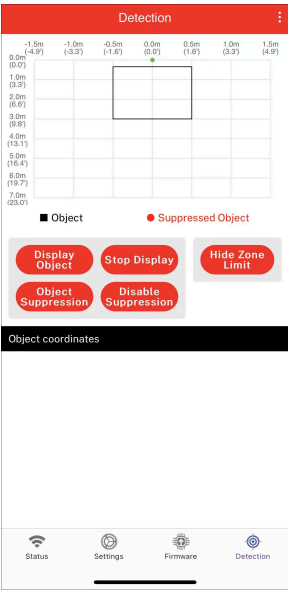 Detection
-1.5m -1.0m -0.5m 0.0m 0.5m 1.0m 1.5m
(-4.9') (-3.3') (-1.6') (0.0') (1.6') (3.3') (4.9')
0.0m
(0.0')
1.0m
(3.3')
2.0m
(6.6')
3.0m
(9.8')
4.0m
(13.1')
5.0m
(16.4')
6.0m
(19.7')
7.0m
(23.0')
Object Suppressed Object
Display
Object
Stop Display
Hide Zone
Limit
Object
Suppression
Disable
Suppression
Object coordinates
Status Settings Firmware Detection